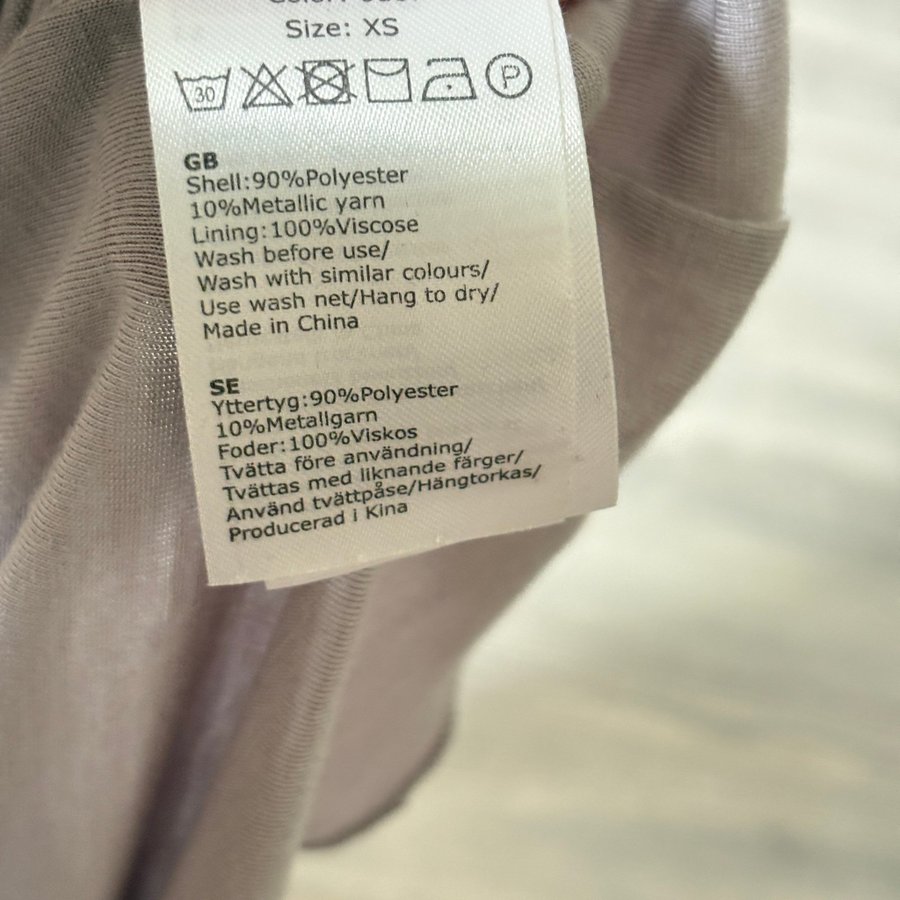 Size: XS
30
P
GB
Shell:90%Polyester
10%Metallic yarn
Lining:100%Viscose
Wash before use/
Wash with similar colours/
Use wash net/Hang to dry/
Made in China
SE
Yttertyg:90%Polyester
10%Metallgarn
Foder:100%Viskos
Tvätta före användning/
Tvättas med liknande färger/
Använd tvättpåse/Hängtorkas/
Producerad i Kina